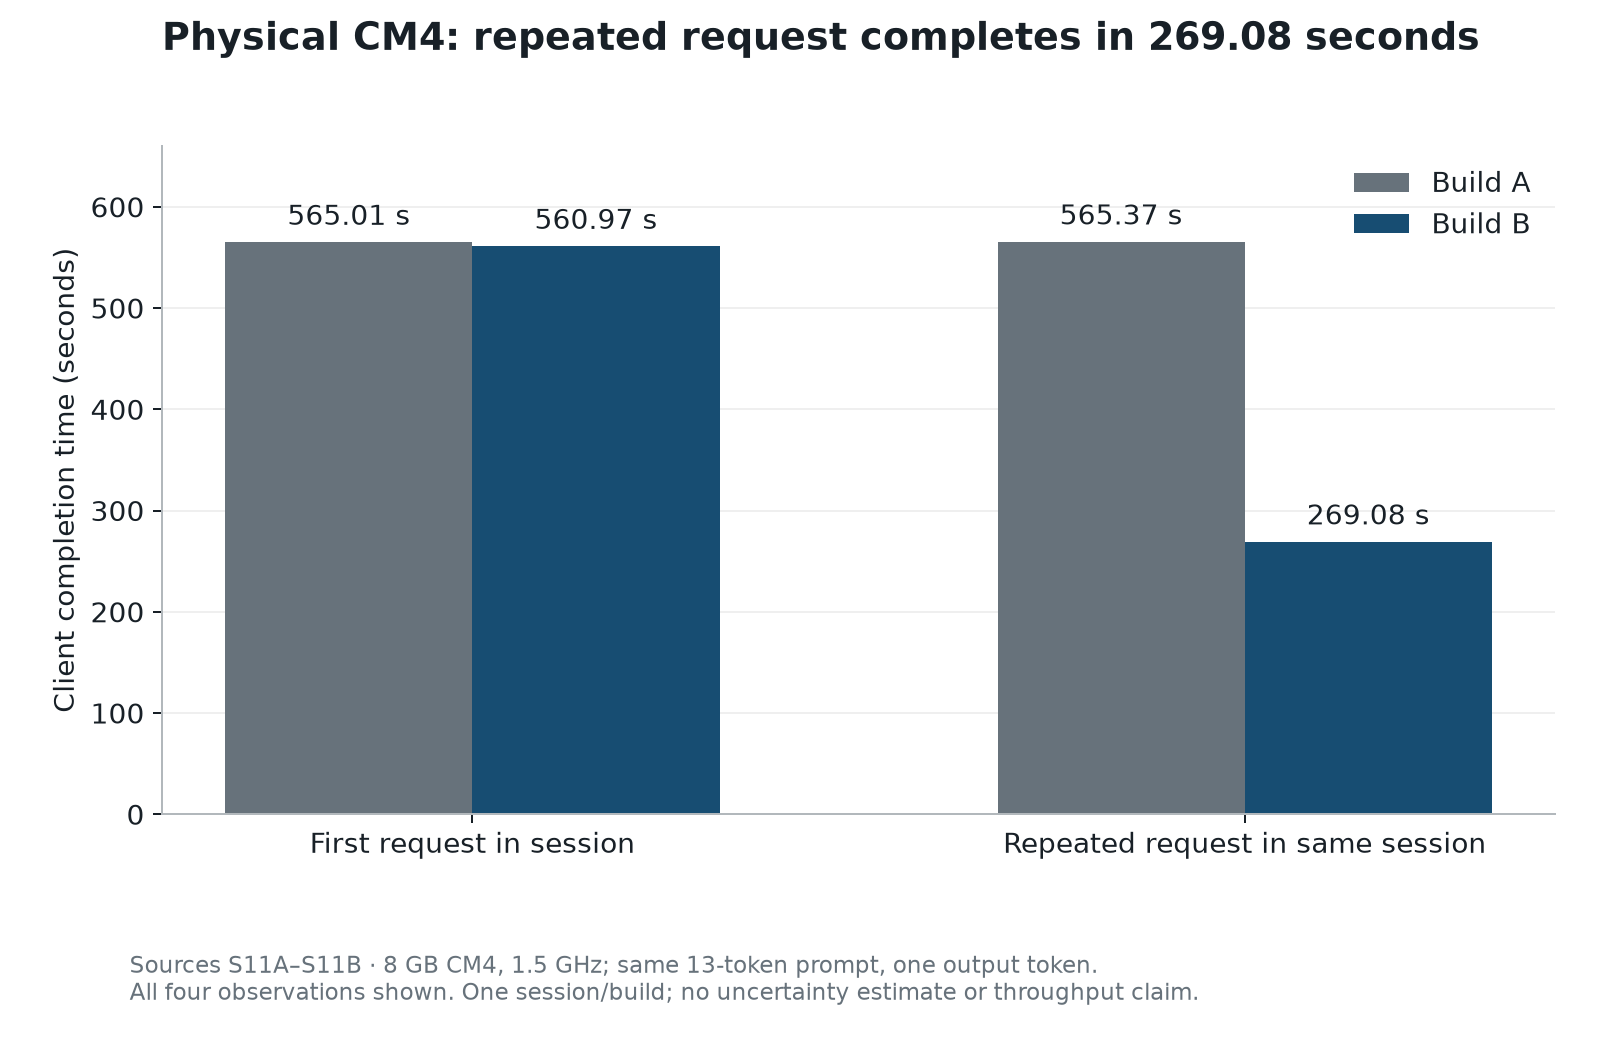 Physical CM4: repeated request completes in 269.08 seconds
Client completion time (seconds)
600
500
400
300
200
100
0
565.01 s
560.97 s
565.37 s
269.08 s
Build A
Build B
First request in session
Repeated request in same session
Sources S11A–S11B · 8 GB CM4, 1.5 GHz; same 13-token prompt, one output token.
All four observations shown. One session/build; no uncertainty estimate or throughput claim.